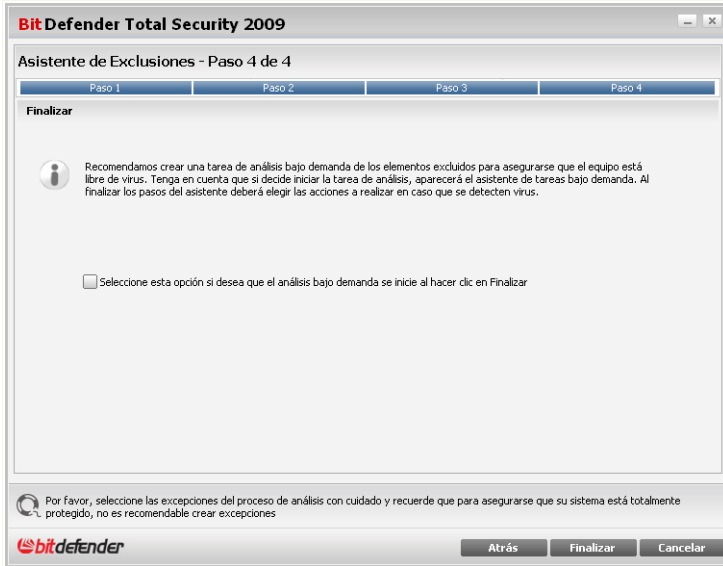 BitDefender Total Security 2009
Asistente de Exclusiones - Paso 4 de 4
Paso 1 Paso 2 Paso 3 Paso 4
Finalizar
Recomendamos crear una tarea de análisis bajo demanda de los elementos excluidos para asegurarse que el equipo está
libre de virus. Tenga en cuenta que si decide iniciar la tarea de análisis, aparecerá el asistente de tareas bajo demanda. Al
finalizar los pasos del asistente deberá elegir las acciones a realizar en caso que se detecten virus.
Seleccione esta opción si desea que el análisis bajo demanda se inicie al hacer clic en Finalizar
Por favor, seleccione las excepciones del proceso de análisis con cuidado y recuerde que para asegurarse que su sistema está totalmente
protegido, no es recomendable crear excepciones
bitdefender Atrás Finalizar Cancelar